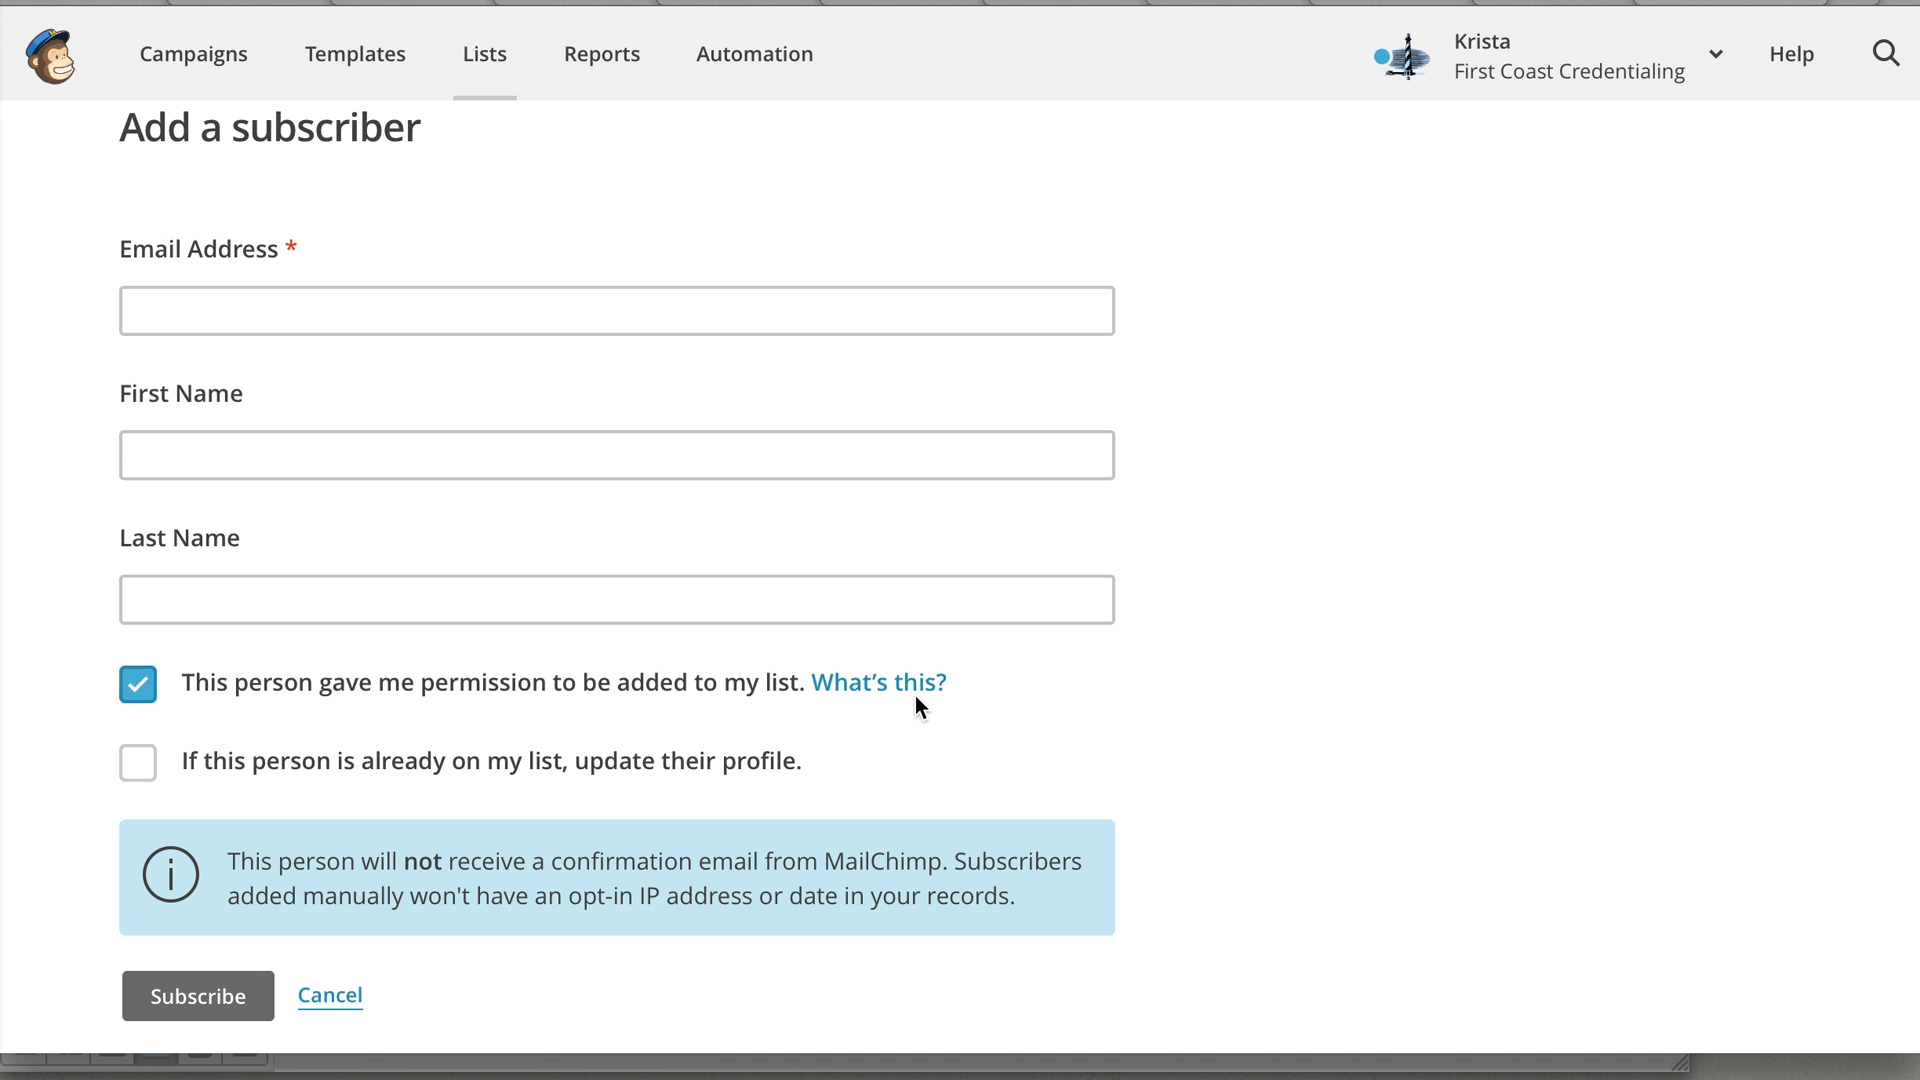 Campaigns Templates Lists Reports Automation
Krista
First Coast Credentialing
Help
Add a subscriber
Email Address *
First Name
Last Name
This person gave me permission to be added to my list. What's this?
If this person is already on my list, update their profile.
This person will not receive a confirmation email from MailChimp. Subscribers
added manually won't have an opt-in IP address or date in your records.
Subscribe Cancel